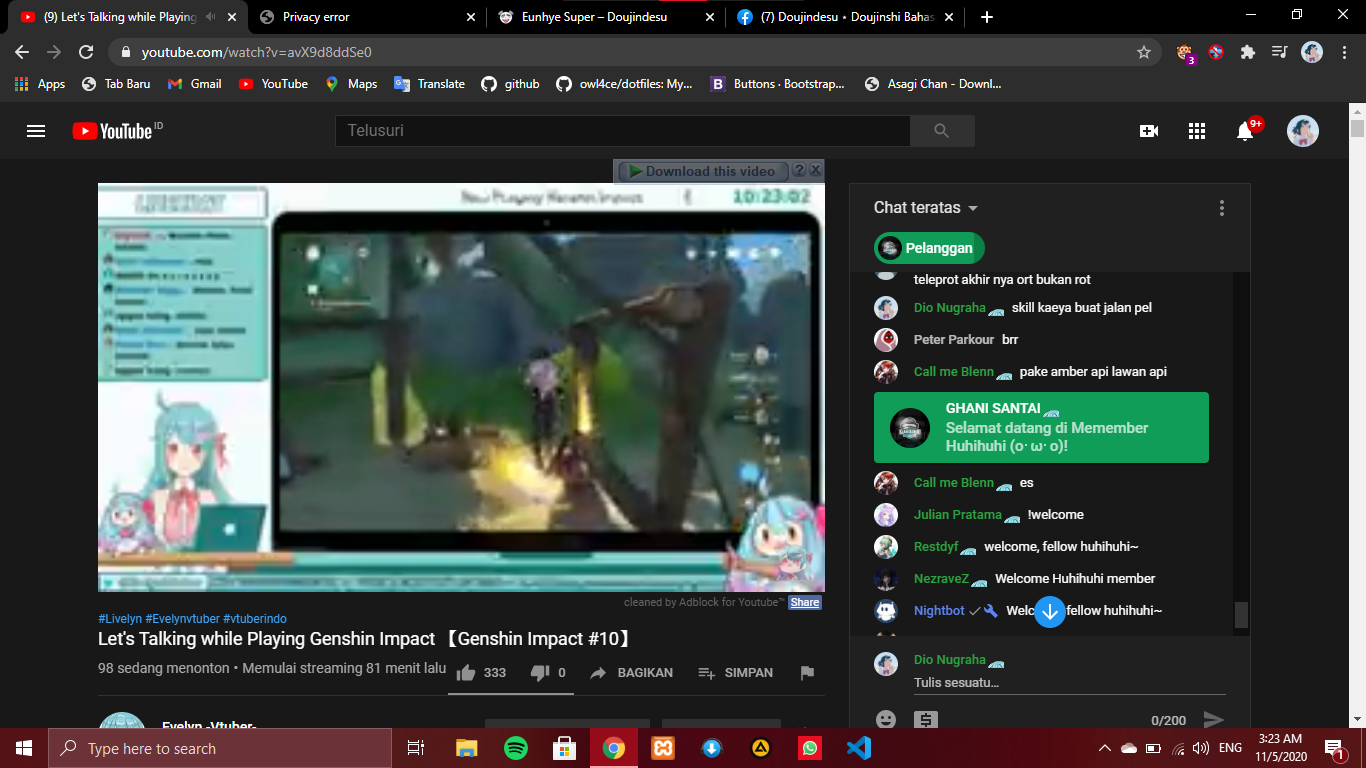 (9) Let's Talking while Playing
Privacy error
Eunhye Super – Doujindesu
(7) Doujindesu • Doujinshi Bahas
youtube.com/watch?v=avX9d8ddSe0
3
Apps
Tab Baru
Gmail
YouTube
Maps
Translate
github
owl4ce/dotfiles: My...
Buttons · Bootstrap...
Asagi Chan - Downl...
YouTube ID
Telusuri
9+
Download this video ? X
Now Playing Genshin Impact
10:23:02
cleaned by Adblock for Youtube™ Share
#Livelyn #Evelynvtuber #vtuberindo
Let's Talking while Playing Genshin Impact 【Genshin Impact #10】
98 sedang menonton • Memulai streaming 81 menit lalu
333
0
BAGIKAN
SIMPAN
Evelyn -Vtuber-
Chat teratas
Pelanggan
teleprot akhir nya ort bukan rot
Dio Nugraha skill kaeya buat jalan pel
Peter Parkour brr
Call me Blenn pake amber api lawan api
GHANI SANTAI
Selamat datang di Memember
Huhihuhi (o· ω· o)!
Call me Blenn es
Julian Pratama !welcome
Restdyf welcome, fellow huhihuhi~
NezraveZ Welcome Huhihuhi member
Nightbot fellow huhihuhi~
Dio Nugraha
Tulis sesuatu...
0/200
Type here to search
ENG
3:23 AM
11/5/2020
1